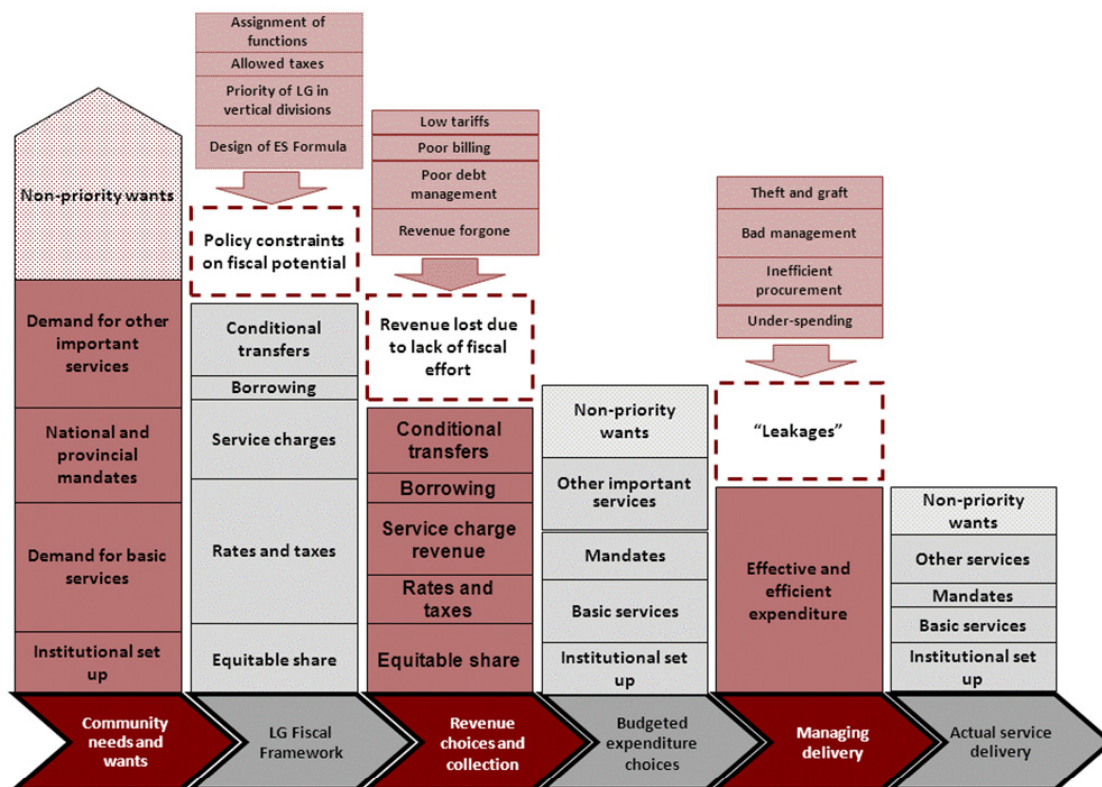 Assignment of
functions
Allowed taxes
Priority of LG in
vertical divisions
Design of ES Formula
Low tariffs
Poor billing
Poor debt
management
Revenue forgone
Theft and graft
Bad management
Inefficient
procurement
Under-spending
Non-priority wants
Demand for other
important
services
National and
provincial
mandates
Demand for basic
services
Institutional set
up
Policy constraints
on fiscal potential
Conditional
transfers
Borrowing
Service charges
Rates and taxes
Equitable share
Revenue lost due
to lack of fiscal
effort
Conditional
transfers
Borrowing
Service charge
revenue
Rates and
taxes
Equitable share
Non-priority
wants
Other important
services
Mandates
Basic services
Institutional set
up
“Leakages”
Effective and
efficient
expenditure
Non-priority
wants
Other services
Mandates
Basic services
Institutional set
up
Community
needs and
wants
LG Fiscal
Framework
Revenue
choices and
collection
Budgeted
expenditure
choices
Managing
delivery
Actual service
delivery